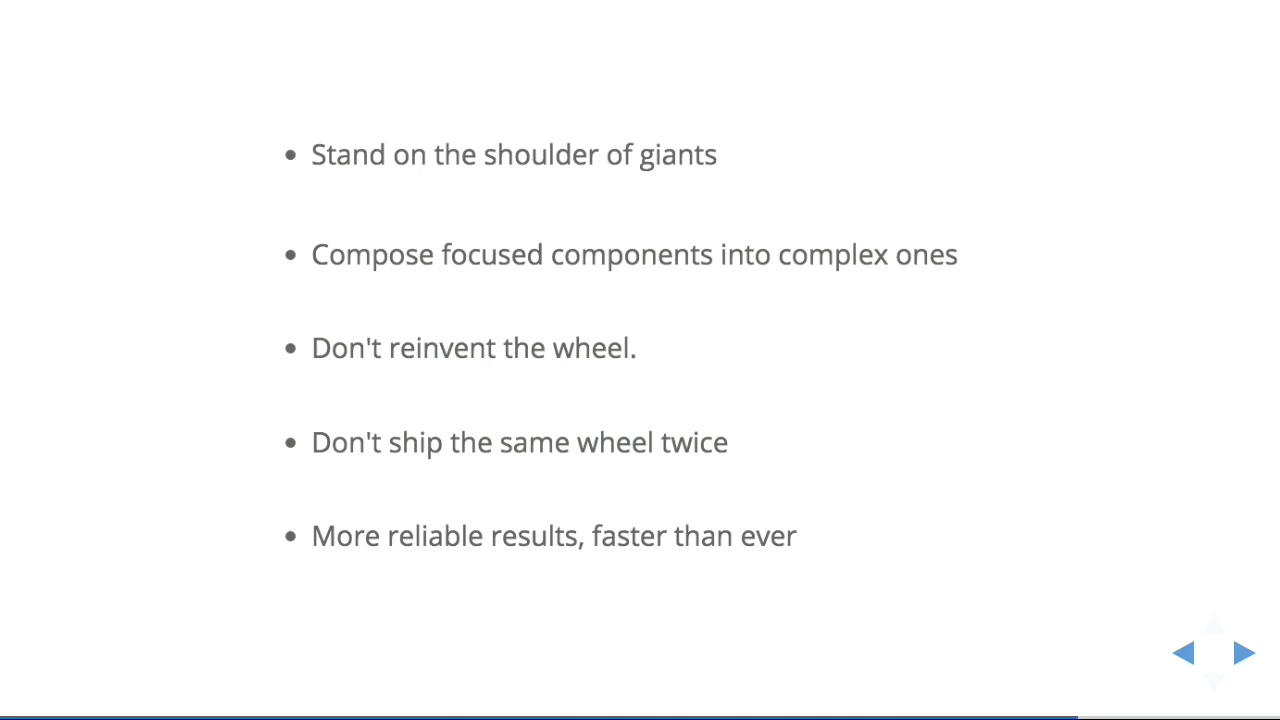 • Stand on the shoulder of giants
• Compose focused components into complex ones
• Don't reinvent the wheel.
• Don't ship the same wheel twice
• More reliable results, faster than ever